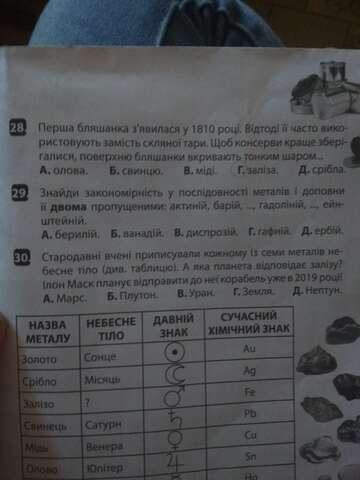 28. Перша бляшанка з'явилася у 1810 році. Відтоді її часто вико-
ристовують замість скляної тари. Щоб консерви краще збері-
галися, поверхню бляшанки вкривають тонким шаром...
А. олова. Б. свинцю. В. міді. Г. заліза. Д. срібла.
29. Знайди закономірність у послідовності металів і доповни
її двома пропущеними: актиній, барій, ..., гадоліній, ..., ейн-
штейній.
А. берилій. Б. ванадій. В. диспрозій. Г. гафній. Д. ербій.
30. Стародавні вчені приписували кожному із семи металів не-
бесне тіло (див. таблицю). А яка планета відповідає залізу?
Ілон Маск планує відправити до неї корабель уже в 2019 році!
А. Марс. Б. Плутон. В. Уран. Г. Земля. Д. Нептун.
НАЗВА МЕТАЛУ НЕБЕСНЕ ТІЛО ДАВНІЙ ЗНАК СУЧАСНИЙ ХІМІЧНИЙ ЗНАК
Золото Сонце ☉ Au
Срібло Місяць ☾ Ag
Залізо ? ♂ Fe
Свинець Сатурн ♄ Pb
Мідь Венера ♀ Cu
Олово Юпітер ♃ Sn
Hg